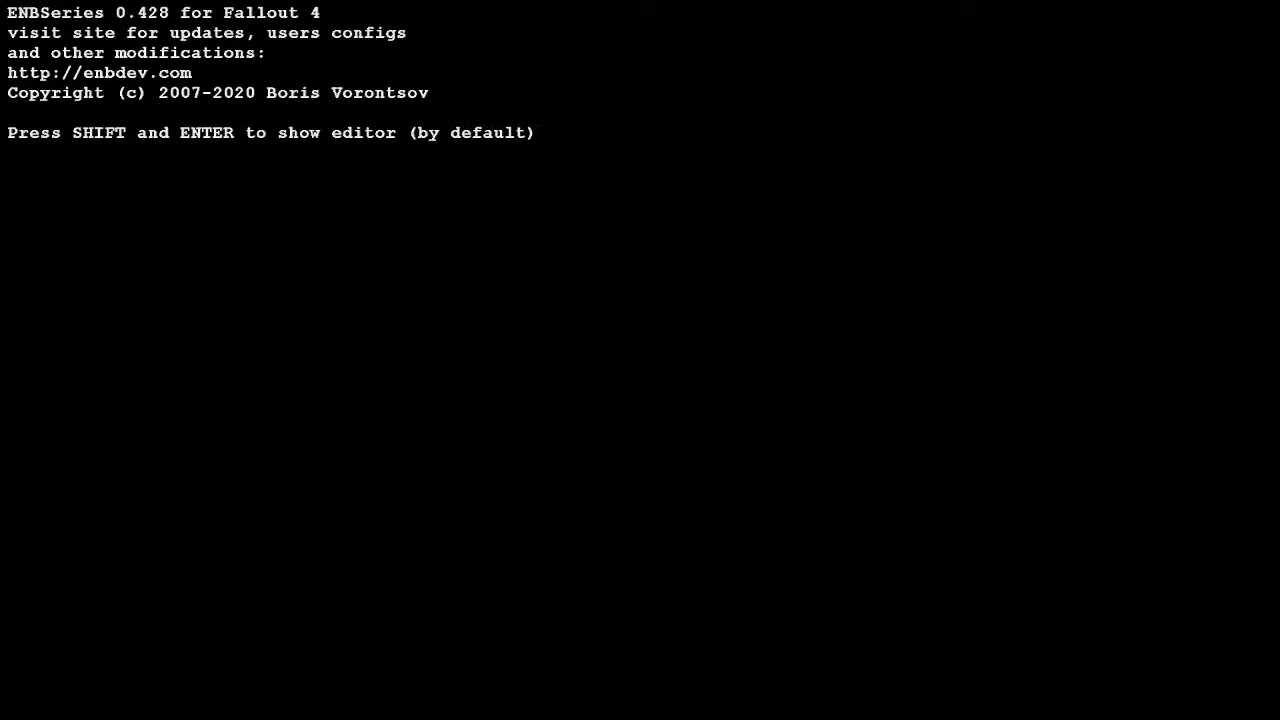 ENBSeries 0.428 for Fallout 4
visit site for updates, users configs
and other modifications:
http://enbdev.com
Copyright (c) 2007-2020 Boris Vorontsov
Press SHIFT and ENTER to show editor (by default)